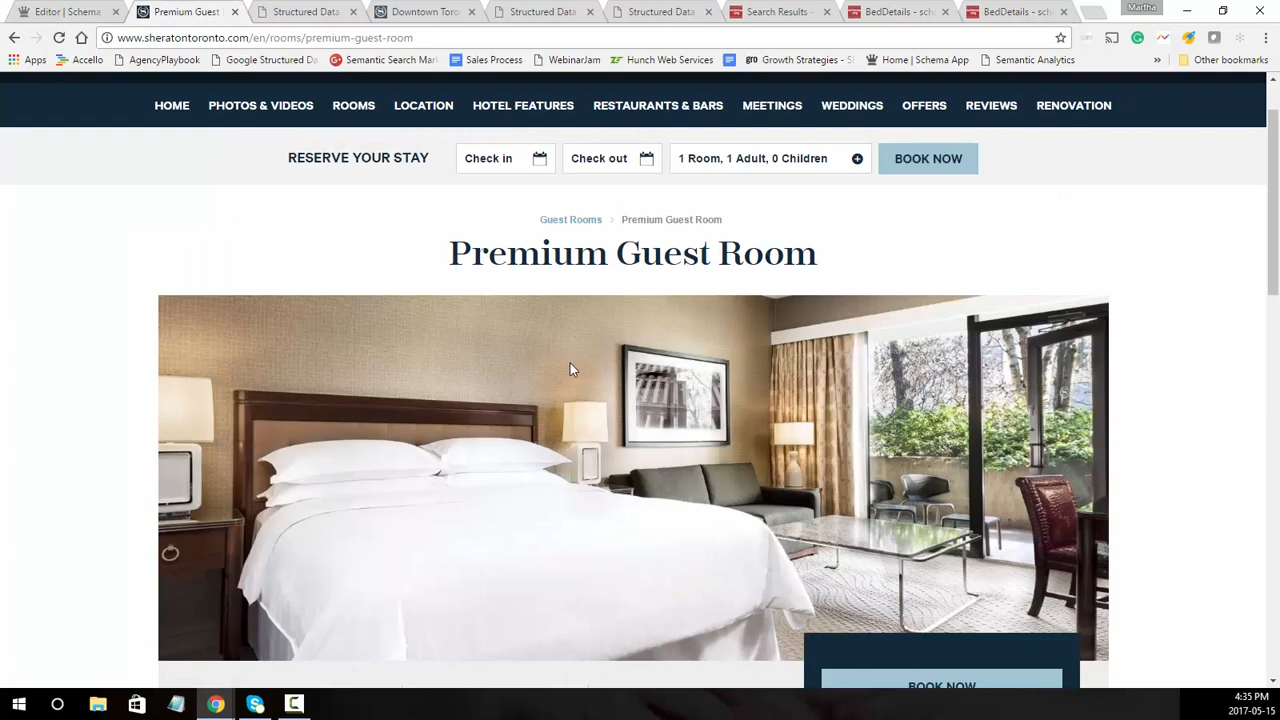 Martha
Editor | Schema
Premium Guest
Structured Data
Downtown Toro
Structured Data
Structured Data
Search Results -
BedDetails - sch
BedDetails - sch
www.sheratontoronto.com/en/rooms/premium-guest-room
Apps
Accello
AgencyPlaybook
Google Structured Da
Semantic Search Mar
Sales Process
WebinarJam
Hunch Web Services
Growth Strategies - S
Home | Schema App
Semantic Analytics
»
Other bookmarks
HOME PHOTOS & VIDEOS ROOMS LOCATION HOTEL FEATURES RESTAURANTS & BARS MEETINGS WEDDINGS OFFERS REVIEWS RENOVATION
RESERVE YOUR STAY
Check in
Check out
1 Room, 1 Adult, 0 Children
BOOK NOW
Guest Rooms > Premium Guest Room
Premium Guest Room
BOOK NOW
4:35 PM
2017-05-15